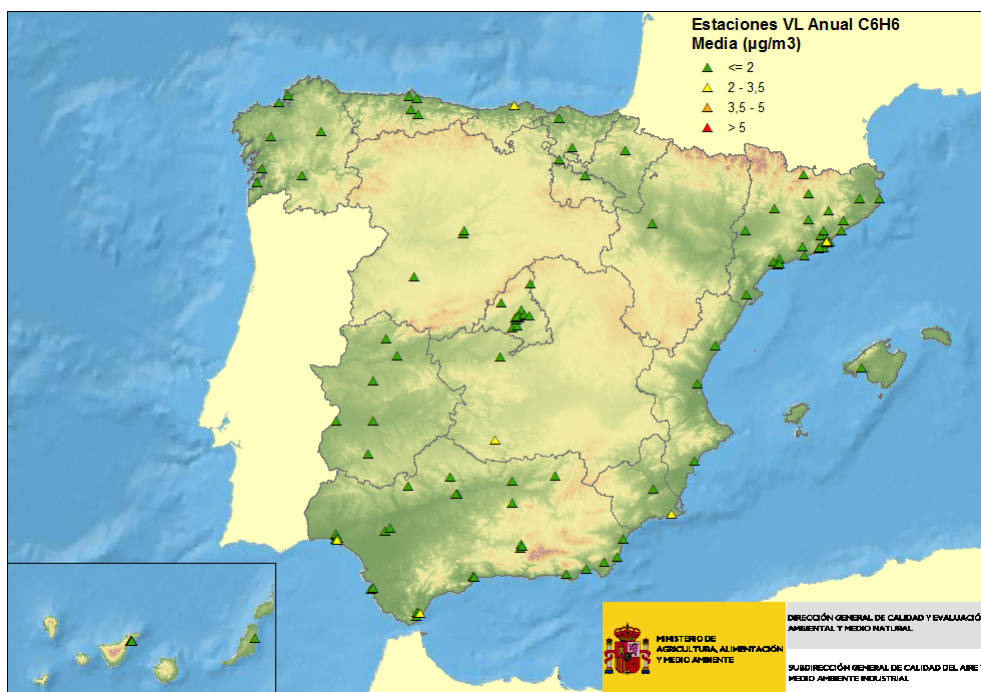 Estaciones VL Anual C6H6
Media (µg/m3)
<= 2
2 - 3,5
3,5 - 5
> 5
MINISTERIO DE
AGRICULTURA, ALIMENTACIÓN
Y MEDIO AMBIENTE
DIRECCIÓN GENERAL DE CALIDAD Y EVALUACIÓ
AMBIENTAL Y MEDIO NATURAL
SUBDIRECCIÓN GENERAL DE CALIDAD DEL AIRE Y
MEDIO AMBIENTE INDUSTRIAL